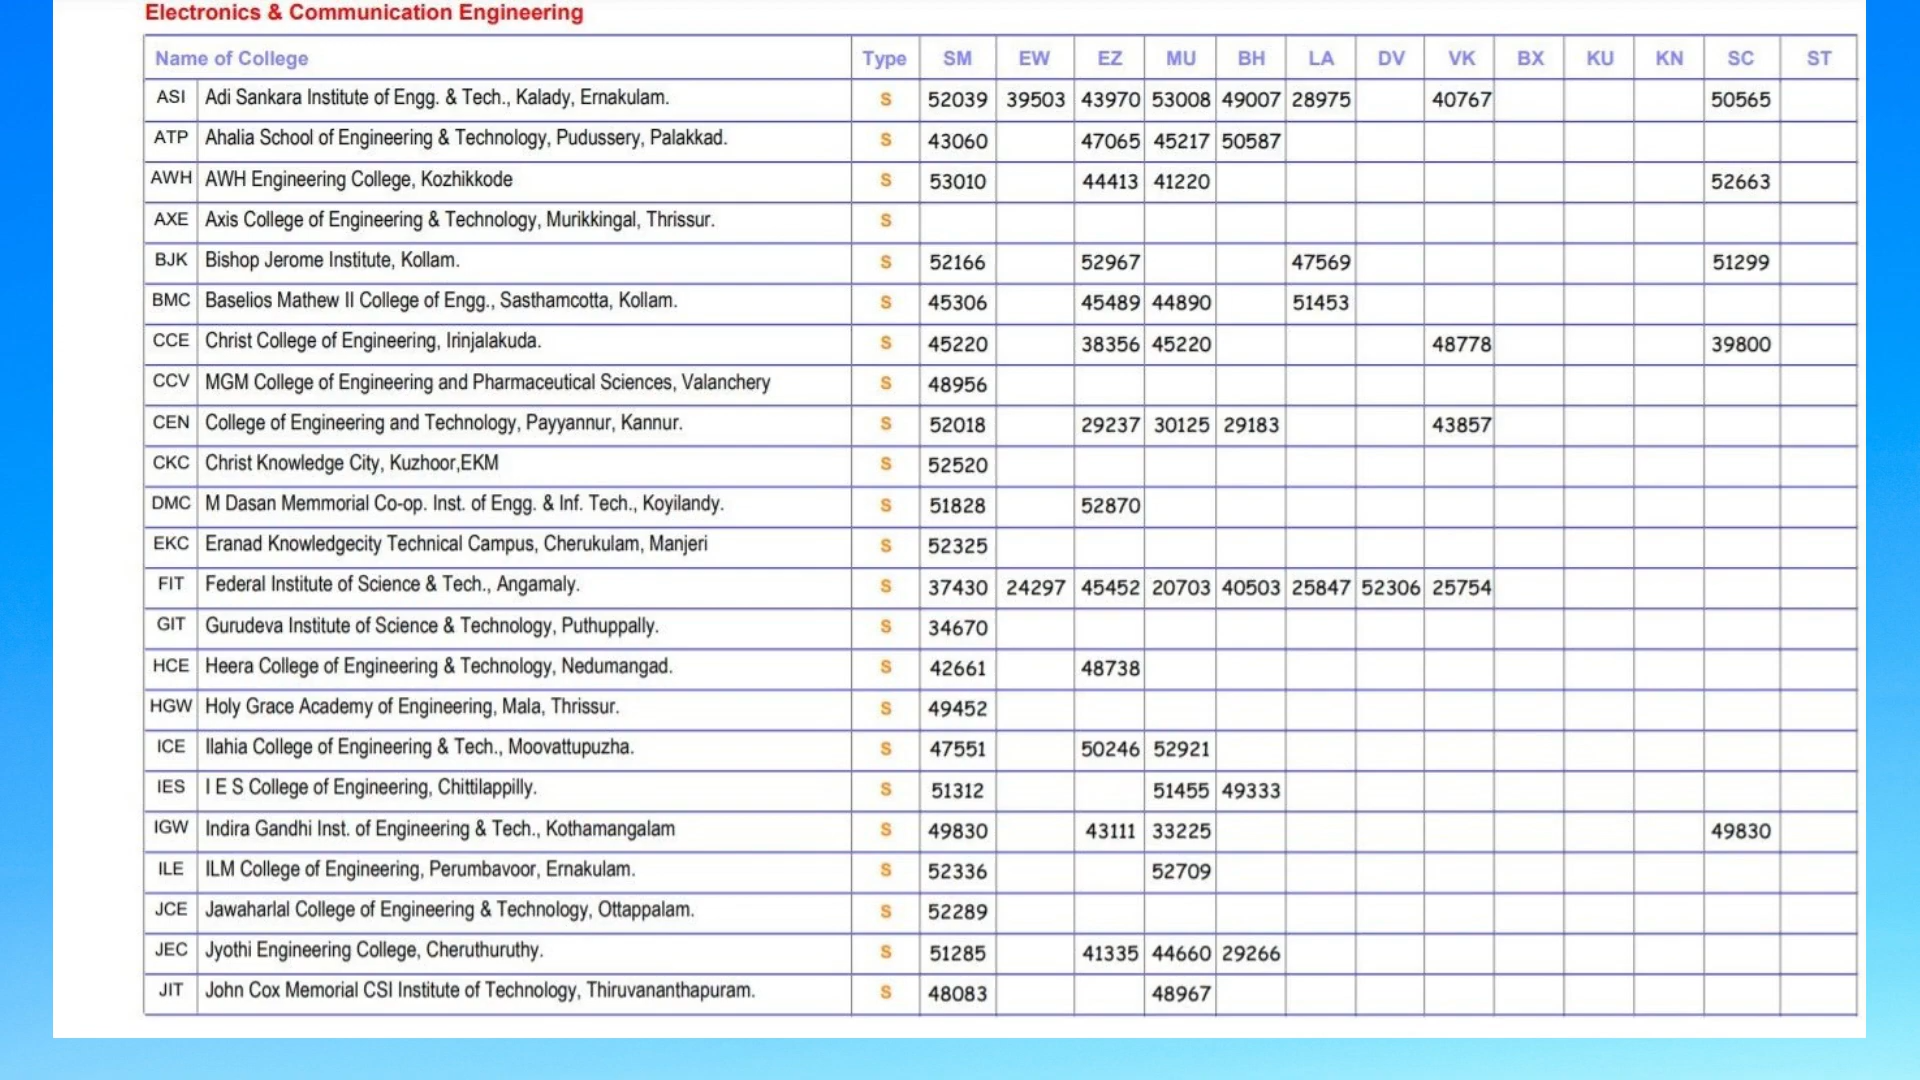 Electronics & Communication Engineering
Name of College Type SM EW EZ MU BH LA DV VK BX KU KN SC ST
ASI Adi Sankara Institute of Engg. & Tech., Kalady, Ernakulam. S 52039 39503 43970 53008 49007 28975 40767 50565
ATP Ahalia School of Engineering & Technology, Pudussery, Palakkad. S 43060 47065 45217 50587
AWH AWH Engineering College, Kozhikkode S 53010 44413 41220 52663
AXE Axis College of Engineering & Technology, Murikkingal, Thrissur. S
BJK Bishop Jerome Institute, Kollam. S 52166 52967 47569 51299
BMC Baselios Mathew II College of Engg., Sasthamcotta, Kollam. S 45306 45489 44890 51453
CCE Christ College of Engineering, Irinjalakuda. S 45220 38356 45220 48778 39800
CCV MGM College of Engineering and Pharmaceutical Sciences, Valanchery S 48956
CEN College of Engineering and Technology, Payyannur, Kannur. S 52018 29237 30125 29183 43857
CKC Christ Knowledge City, Kuzhoor,EKM S 52520
DMC M Dasan Memmorial Co-op. Inst. of Engg. & Inf. Tech., Koyilandy. S 51828 52870
EKC Eranad Knowledgecity Technical Campus, Cherukulam, Manjeri S 52325
FIT Federal Institute of Science & Tech., Angamaly. S 37430 24297 45452 20703 40503 25847 52306 25754
GIT Gurudeva Institute of Science & Technology, Puthuppally. S 34670
HCE Heera College of Engineering & Technology, Nedumangad. S 42661 48738
HGW Holy Grace Academy of Engineering, Mala, Thrissur. S 49452
ICE Ilahia College of Engineering & Tech., Moovattupuzha. S 47551 50246 52921
IES I E S College of Engineering, Chittilappilly. S 51312 51455 49333
IGW Indira Gandhi Inst. of Engineering & Tech., Kothamangalam S 49830 43111 33225 49830
ILE ILM College of Engineering, Perumbavoor, Ernakulam. S 52336 52709
JCE Jawaharlal College of Engineering & Technology, Ottappalam. S 52289
JEC Jyothi Engineering College, Cheruthuruthy. S 51285 41335 44660 29266
JIT John Cox Memorial CSI Institute of Technology, Thiruvananthapuram. S 48083 48967